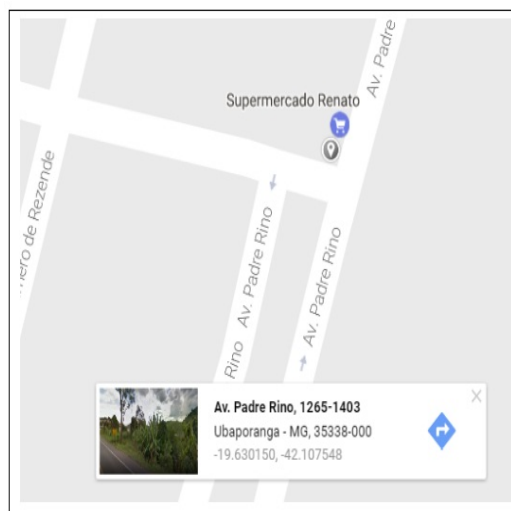 Supermercado Renato
Av. Padre
de Rezende
Av. Padre Rino
Av. Padre Rino
Rino
Av. Padre Rino, 1265-1403
Ubaporanga - MG, 35338-000
-19.630150, -42.107548